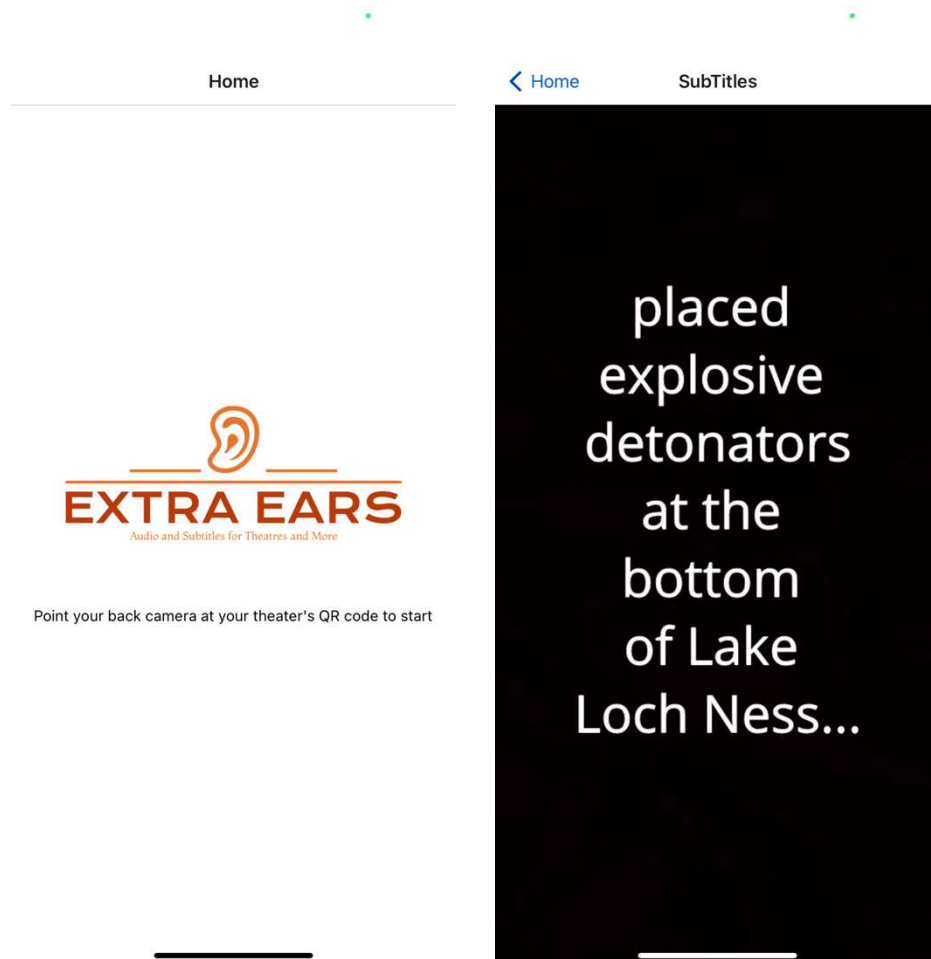 Home
EXTRA EARS
Audio and Subtitles for Theatres and More
Point your back camera at your theater's QR code to start
Home
SubTitles
placed
explosive
detonators
at the
bottom
of Lake
Loch Ness...